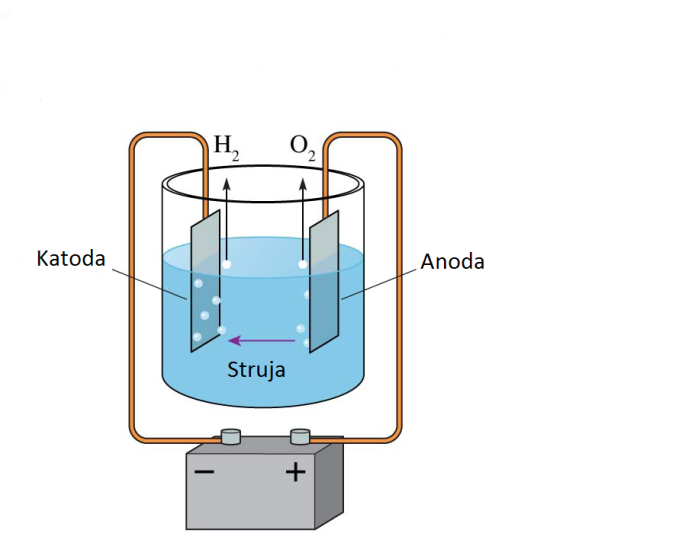 H₂ O₂
Katoda
Anoda
Struja
− +